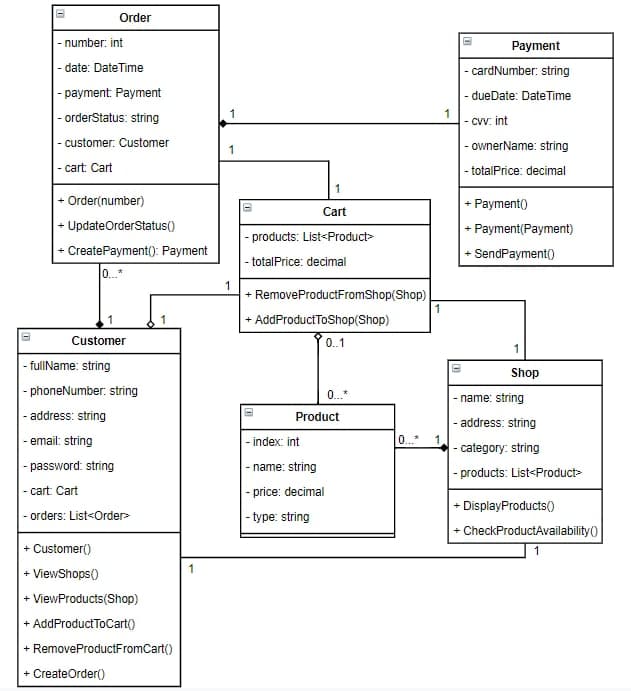 Order
- number: int
- date: DateTime
- payment: Payment
- orderStatus: string
- customer: Customer
- cart: Cart
+ Order(number)
+ UpdateOrderStatus()
+ CreatePayment(): Payment
Payment
- cardNumber: string
- dueDate: DateTime
- cvv: int
- ownerName: string
- totalPrice: decimal
+ Payment()
+ Payment(Payment)
+ SendPayment()
1
1
1
1
Cart
- products: List<Product>
- totalPrice: decimal
+ RemoveProductFromShop(Shop)
+ AddProductToShop(Shop)
0...*
1
1
1
1
1
0..1
0...*
Customer
- fullName: string
- phoneNumber: string
- address: string
- email: string
- password: string
- cart: Cart
- orders: List<Order>
+ Customer()
+ ViewShops()
+ ViewProducts(Shop)
+ AddProductToCart()
+ RemoveProductFromCart()
+ CreateOrder()
Product
- index: int
- name: string
- price: decimal
- type: string
0...*
1
Shop
- name: string
- address: string
- category: string
- products: List<Product>
+ DisplayProducts()
+ CheckProductAvailability()
1
1